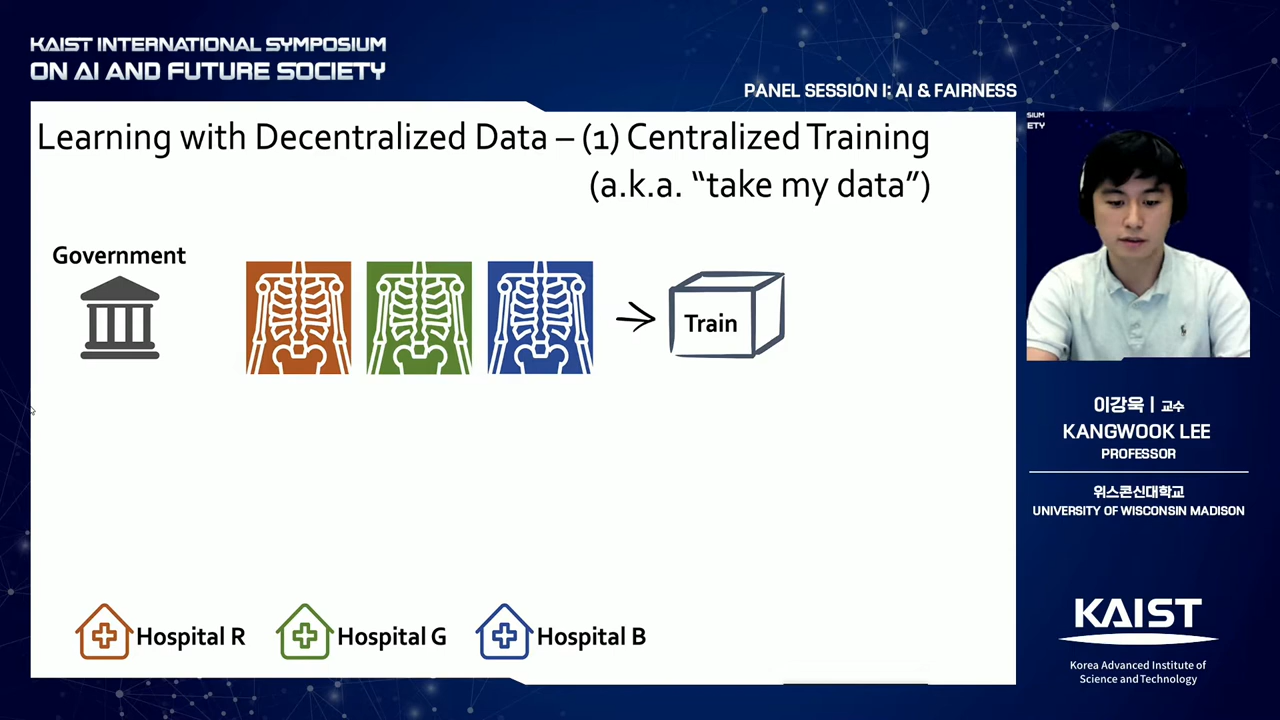 KAIST INTERNATIONAL SYMPOSIUM
ON AI AND FUTURE SOCIETY
PANEL SESSION I: AI & FAIRNESS
Learning with Decentralized Data – (1) Centralized Training
(a.k.a. “take my data”)
Government
Train
Hospital R
Hospital G
Hospital B
SIUM
ETY
이강욱 | 교수
KANGWOOK LEE
PROFESSOR
위스콘신대학교
UNIVERSITY OF WISCONSIN MADISON
KAIST
Korea Advanced Institute of
Science and Technology